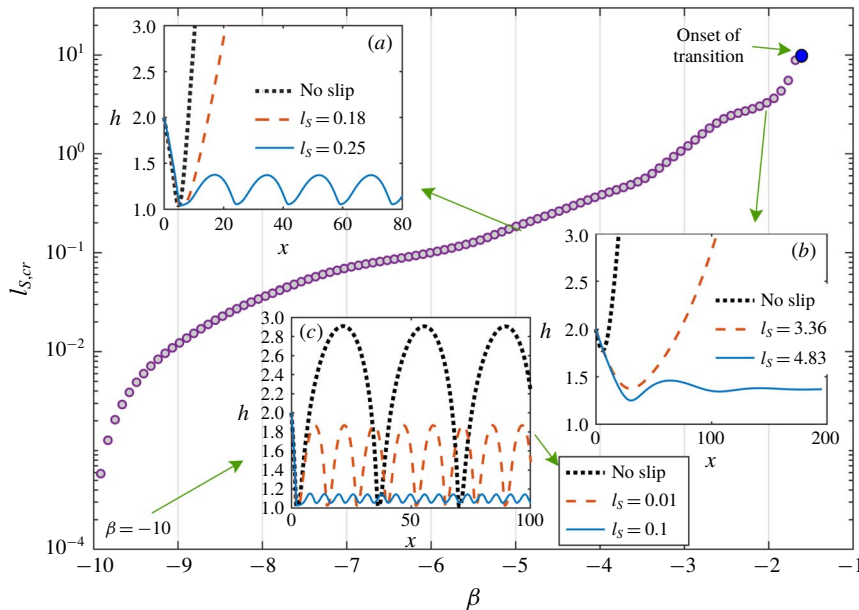 10^1
10^0
10^{-1}
10^{-2}
10^{-4}
l_{S,cr}
−10 −9 −8 −7 −6 −5 −4 −3 −2 −1
β
Onset of
transition
β = −10
(a)
3.0
2.5
2.0
1.5
1.0
h
No slip
l_S = 0.18
l_S = 0.25
0 20 40 60 80
x
(b)
3.0
2.5
2.0
1.5
1.0
h
No slip
l_S = 3.36
l_S = 4.83
0 100 200
x
(c)
3.0
2.8
2.6
2.4
2.2
2.0
1.8
1.6
1.4
1.2
1.0
h
0 50 100
x
No slip
l_S = 0.01
l_S = 0.1